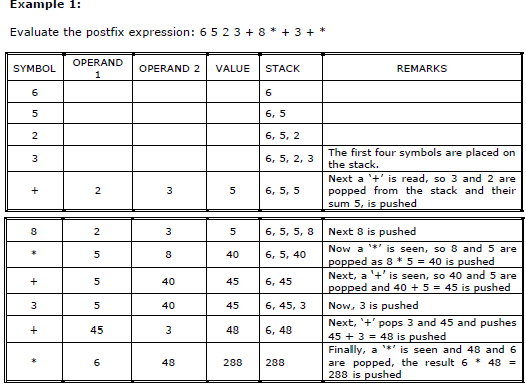 Example 1:
Evaluate the postfix expression: 6 5 2 3 + 8 * + 3 + *
SYMBOL OPERAND 1 OPERAND 2 VALUE STACK REMARKS
6 6
5 6, 5
2 6, 5, 2
3 6, 5, 2, 3 The first four symbols are placed on
the stack.
+ 2 3 5 6, 5, 5 Next a ‘+’ is read, so 3 and 2 are
popped from the stack and their
sum 5, is pushed
8 2 3 5 6, 5, 5, 8 Next 8 is pushed
* 5 8 40 6, 5, 40 Now a ‘*’ is seen, so 8 and 5 are
popped as 8 * 5 = 40 is pushed
+ 5 40 45 6, 45 Next, a ‘+’ is seen, so 40 and 5 are
popped and 40 + 5 = 45 is pushed
3 5 40 45 6, 45, 3 Now, 3 is pushed
+ 45 3 48 6, 48 Next, ‘+’ pops 3 and 45 and pushes
45 + 3 = 48 is pushed
* 6 48 288 288 Finally, a ‘*’ is seen and 48 and 6
are popped, the result 6 * 48 =
288 is pushed